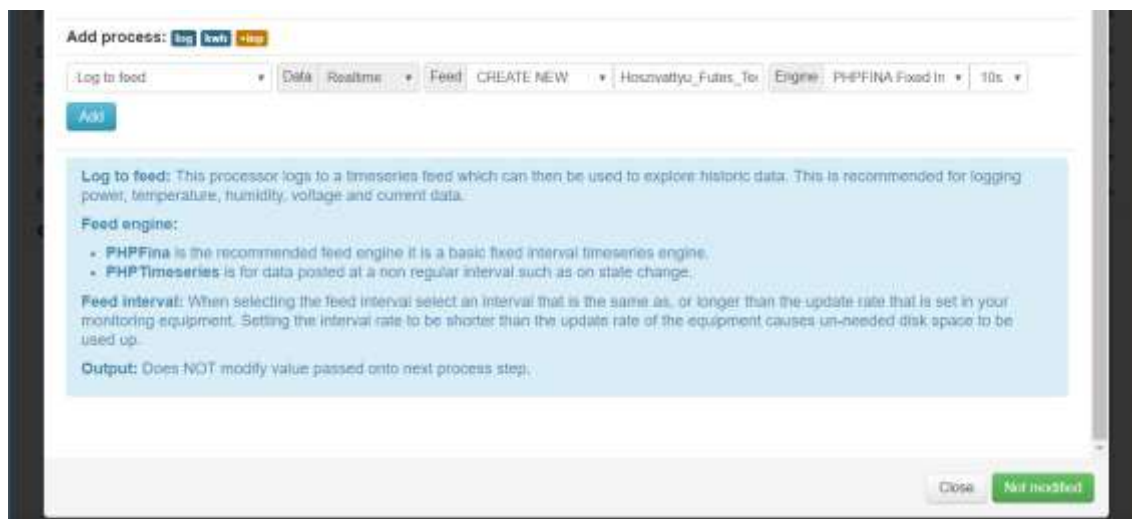 Add process: log kwh +inp
Log to feed Data Realtime Feed CREATE NEW Engine PHPFINA Fixed In 10s
Add
Log to feed: This processor logs to a timeseries feed which can then be used to explore historic data. This is recommended for logging
power, temperature, humidity, voltage and current data.
Feed engine:
• PHPFina is the recommended feed engine it is a basic fixed interval timeseries engine.
• PHPTimeseries is for data posted at a non regular interval such as on state change.
Feed interval: When selecting the feed interval select an interval that is the same as, or longer than the update rate that is set in your
monitoring equipment. Setting the interval rate to be shorter than the update rate of the equipment causes un-needed disk space to be
used up.
Output: Does NOT modify value passed onto next process step.
Close Not modified